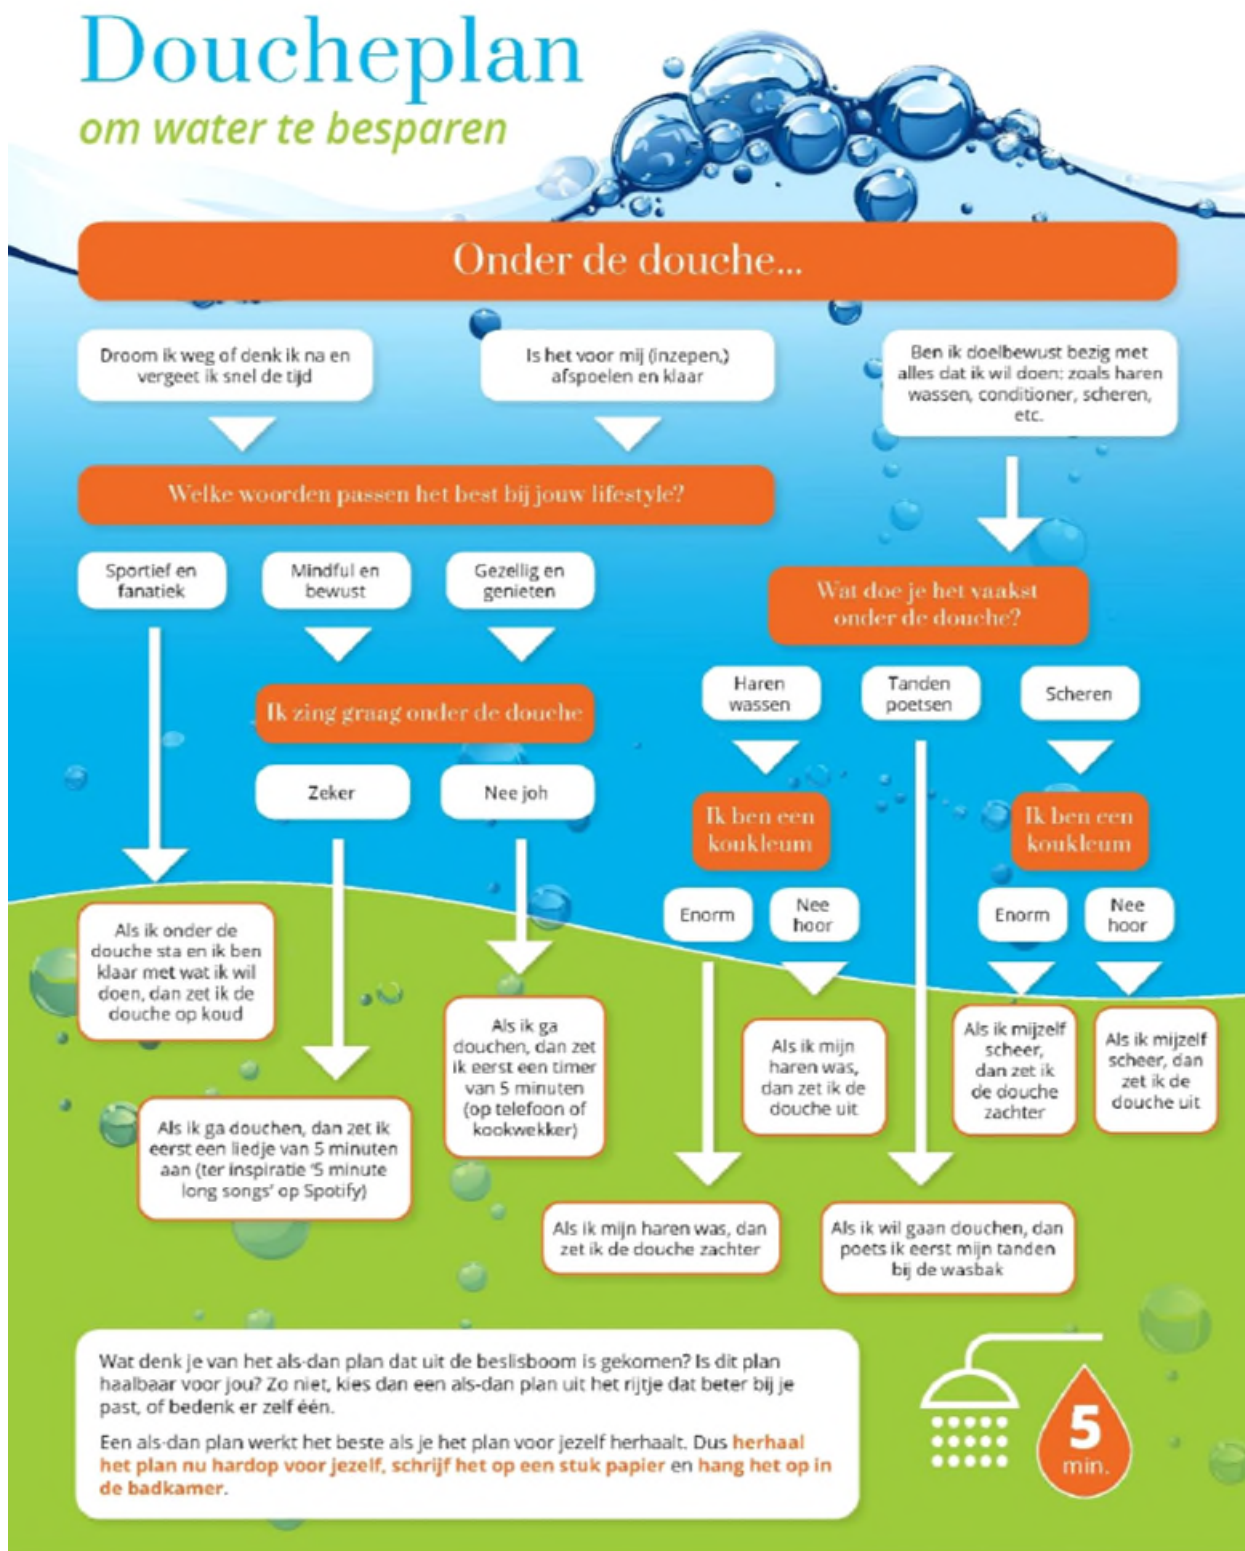 Doucheplan
om water te besparen
Onder de douche...
Droom ik weg of denk ik na en
vergeet ik snel de tijd
Is het voor mij (inzepen,)
afspoelen en klaar
Ben ik doelbewust bezig met
alles dat ik wil doen: zoals haren
wassen, conditioner, scheren,
etc.
Welke woorden passen het best bij jouw lifestyle?
Sportief en
fanatiek
Mindful en
bewust
Gezellig en
genieten
Wat doe je het vaakst
onder de douche?
Ik zing graag onder de douche
Haren
wassen
Tanden
poetsen
Scheren
Zeker
Nee joh
Ik ben een
koukleum
Ik ben een
koukleum
Enorm
Nee
hoor
Enorm
Nee
hoor
Als ik onder de
douche sta en ik ben
klaar met wat ik wil
doen, dan zet ik de
douche op koud
Als ik ga
douchen, dan zet
ik eerst een timer
van 5 minuten
(op telefoon of
kookwekker)
Als ik mijn
haren was,
dan zet ik de
douche uit
Als ik mijzelf
scheer,
dan zet ik
de douche
zachter
Als ik mijzelf
scheer, dan
zet ik de
douche uit
Als ik ga douchen, dan zet ik
eerst een liedje van 5 minuten
aan (ter inspiratie '5 minute
long songs' op Spotify)
Als ik mijn haren was, dan
zet ik de douche zachter
Als ik wil gaan douchen, dan
poets ik eerst mijn tanden
bij de wasbak
Wat denk je van het als-dan plan dat uit de beslisboom is gekomen? Is dit plan
haalbaar voor jou? Zo niet, kies dan een als-dan plan uit het rijtje dat beter bij je
past, of bedenk er zelf één.
Een als-dan plan werkt het beste als je het plan voor jezelf herhaalt. Dus herhaal
het plan nu hardop voor jezelf, schrijf het op een stuk papier en hang het op in
de badkamer.
5
min.